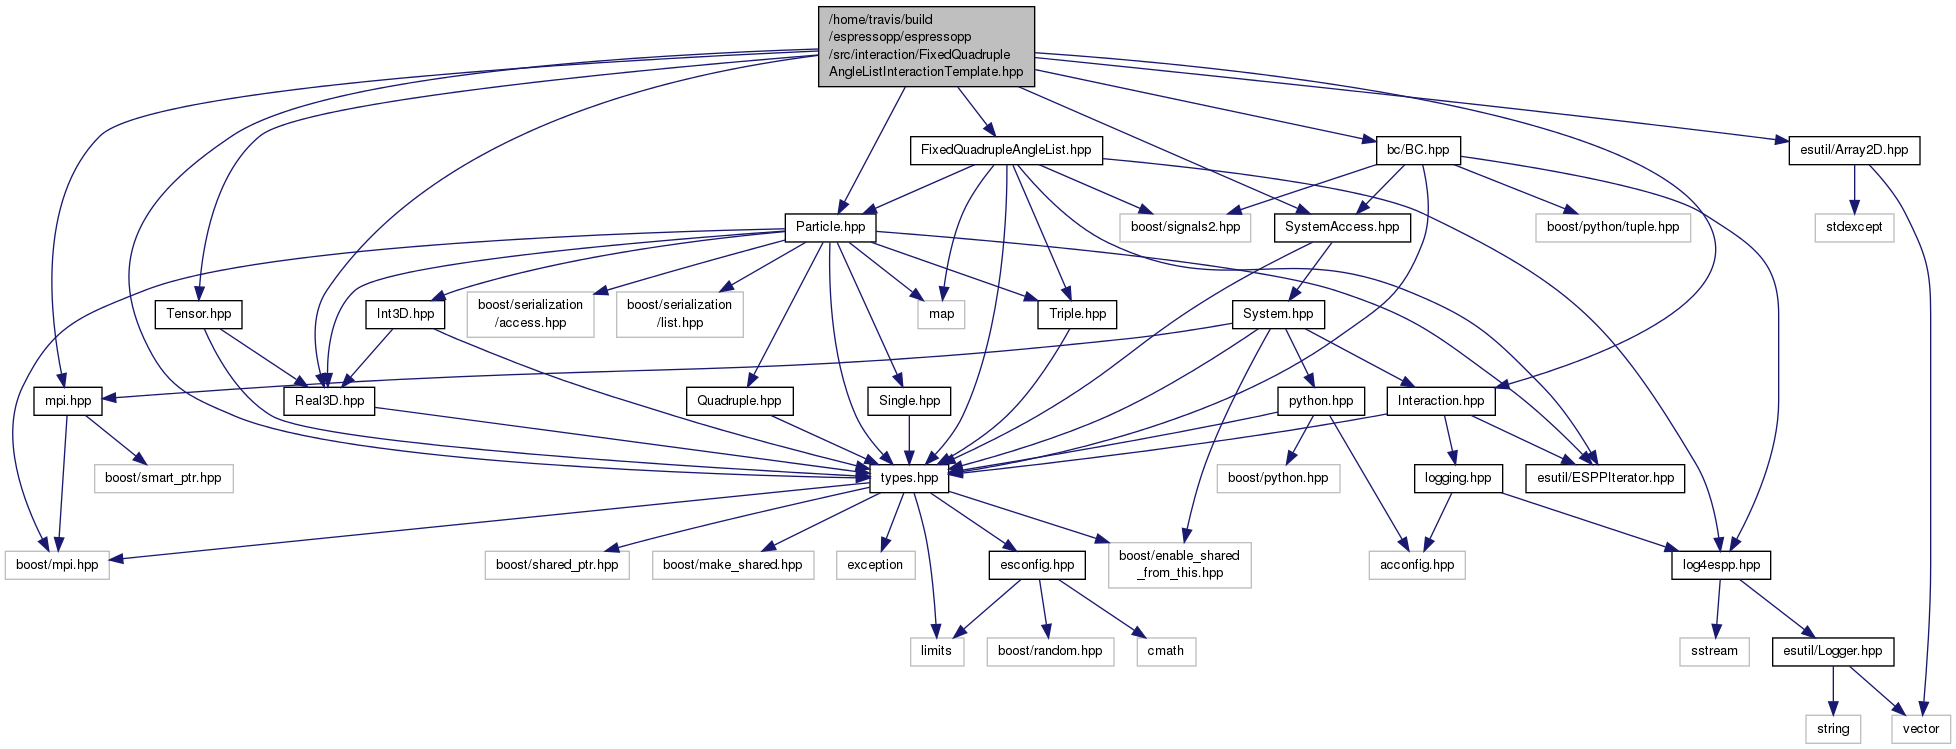 /home/travis/build
/espressopp/espressopp
/src/interaction/FixedQuadruple
AngleListInteractionTemplate.hpp
FixedQuadrupleAngleList.hpp
bc/BC.hpp
esutil/Array2D.hpp
Particle.hpp
boost/signals2.hpp
SystemAccess.hpp
boost/python/tuple.hpp
stdexcept
Tensor.hpp
Int3D.hpp
boost/serialization
/access.hpp
boost/serialization
/list.hpp
map
Triple.hpp
System.hpp
mpi.hpp
Real3D.hpp
Quadruple.hpp
Single.hpp
python.hpp
Interaction.hpp
boost/smart_ptr.hpp
types.hpp
boost/python.hpp
logging.hpp
esutil/ESPPIterator.hpp
boost/mpi.hpp
boost/shared_ptr.hpp
boost/make_shared.hpp
exception
esconfig.hpp
boost/enable_shared
_from_this.hpp
acconfig.hpp
log4espp.hpp
limits
boost/random.hpp
cmath
sstream
esutil/Logger.hpp
string
vector